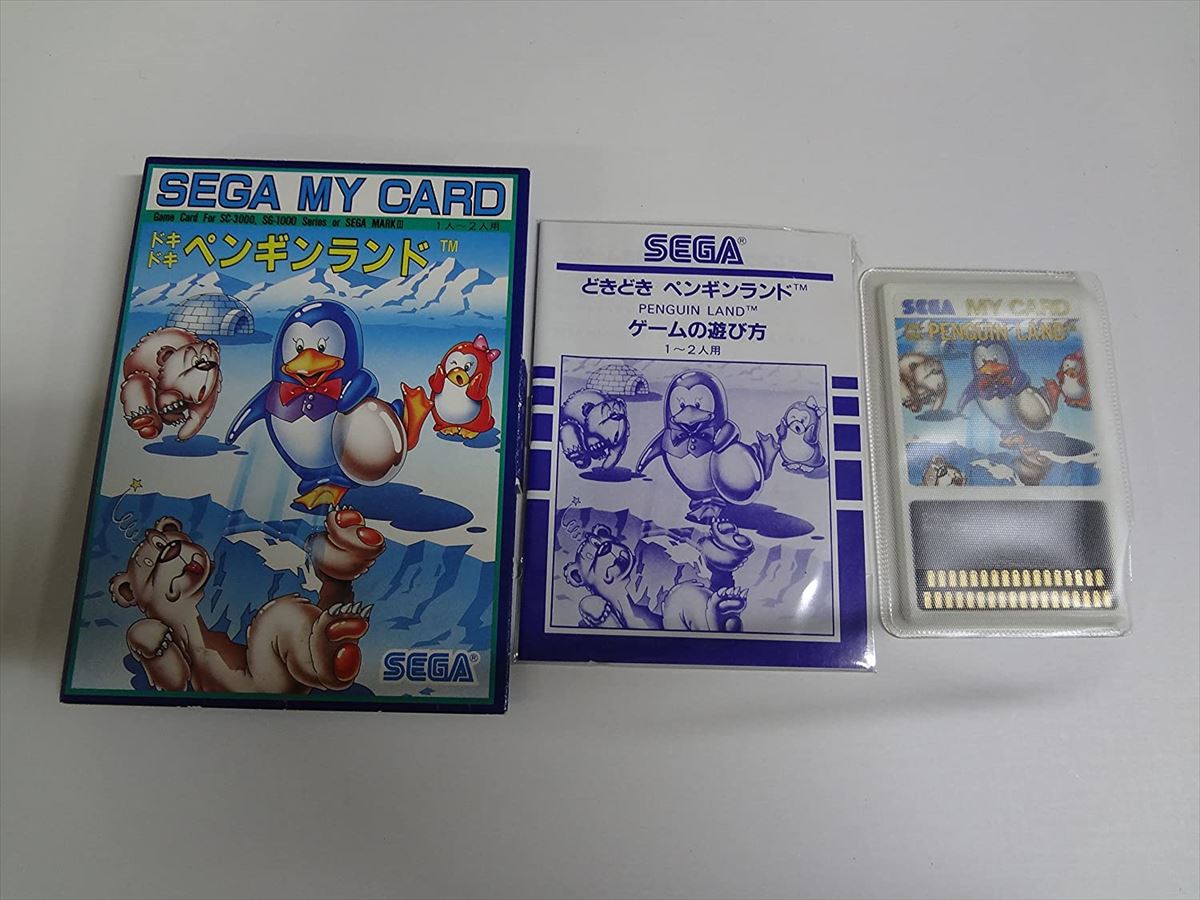 SEGA MY CARD
Game Card For SC-3000, SG-1000 Series or SEGA MARKIII
1人～2人用
ドキ
ドキ
ペンギンランド™
SEGA®
SEGA®
どきどき ペンギンランド™
PENGUIN LAND™
ゲームの遊び方
1～2人用
SEGA MY CARD
PENGUIN LAND™